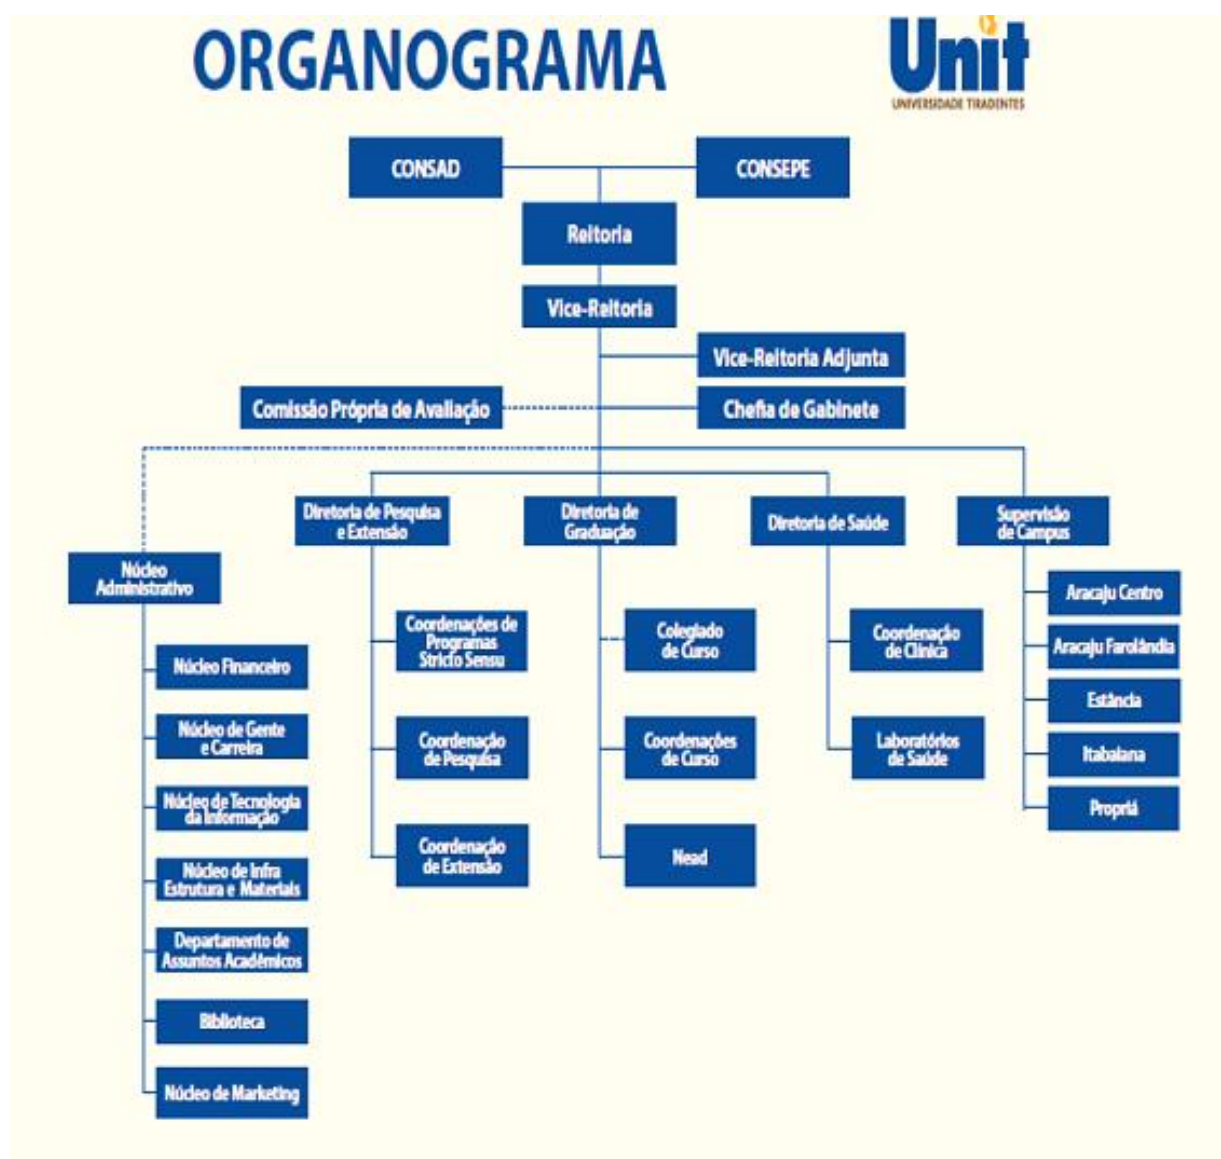 ORGANOGRAMA
Unit
UNIVERSIDADE TIRADENTES
CONSAD
CONSEPE
Reitoria
Vice-Reitoria
Vice-Reitoria Adjunta
Comissão Própria de Avaliação
Chefia de Gabinete
Diretoria de Pesquisa
e Extensão
Diretoria de
Graduação
Diretoria de Saúde
Supervisão
de Campus
Núcleo
Administrativo
Núcleo Financeiro
Núcleo de Gente
e Carreira
Núcleo de Tecnologia
da Informação
Núcleo de Infra
Estrutura e Materiais
Departamento de
Assuntos Acadêmicos
Biblioteca
Núcleo de Marketing
Coordenações de
Programas
Stricto Sensu
Coordenação
de Pesquisa
Coordenação
de Extensão
Colegiado
de Curso
Coordenações
de Curso
Nead
Coordenação
de Clínica
Laboratórios
de Saúde
Aracaju Centro
Aracaju Farolândia
Estância
Itabaiana
Propriá